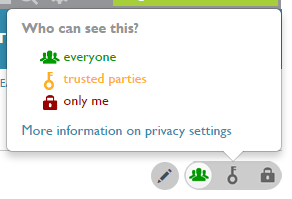 Who can see this?
everyone
trusted parties
only me
More information on privacy settings